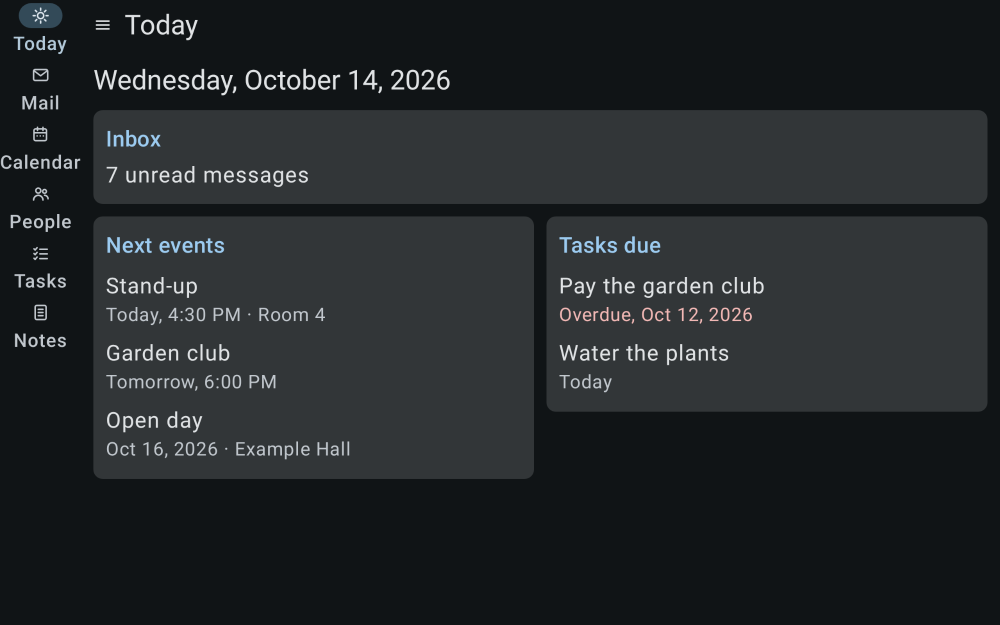 Today
Mail
Calendar
People
Tasks
Notes
Today
Wednesday, October 14, 2026
Inbox
7 unread messages
Next events
Stand-up
Today, 4:30 PM · Room 4
Garden club
Tomorrow, 6:00 PM
Open day
Oct 16, 2026 · Example Hall
Tasks due
Pay the garden club
Overdue, Oct 12, 2026
Water the plants
Today